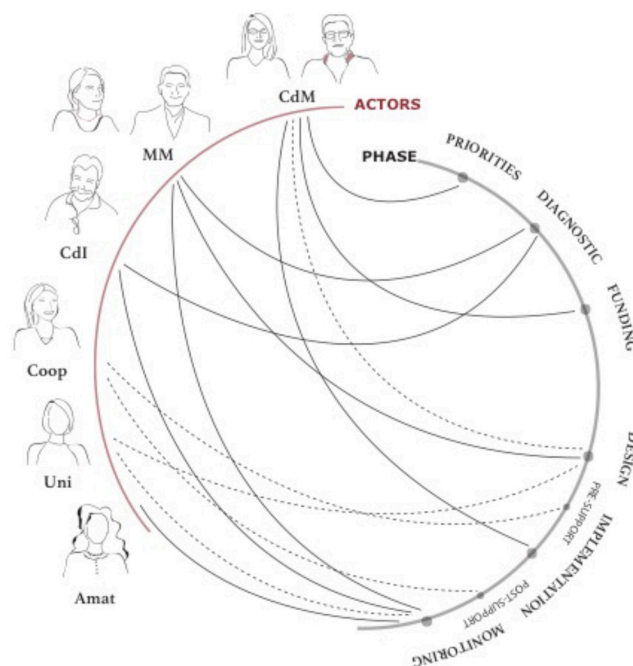 CdM
ACTORS
MM
PHASE
PRIORITIES
CdI
DIAGNOSTIC
FUNDING
Coop
DESIGN
Uni
PRE-SUPPORT
IMPLEMENTATION
Amat
POST-SUPPORT
MONITORING